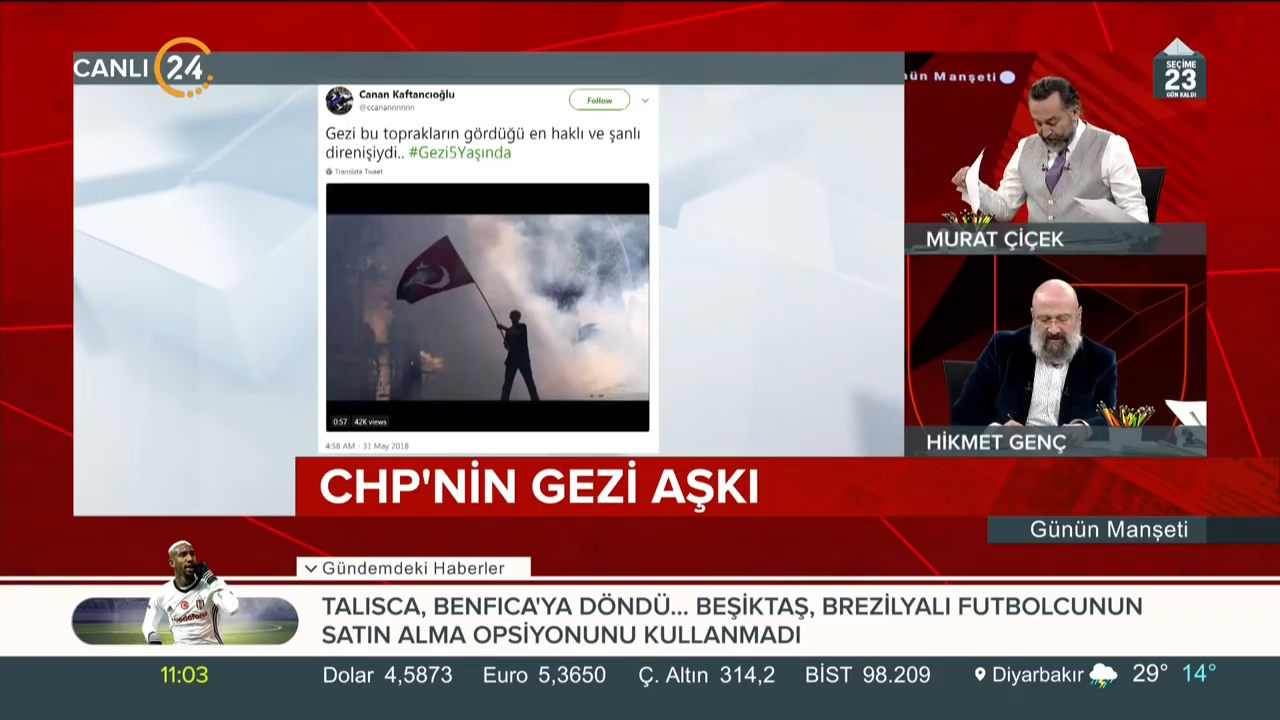 CANLI 24
Canan Kaftancıoğlu
@ccanannnnnn
Follow
Gezi bu toprakların gördüğü en haklı ve şanlı
direnişiydi.. #Gezi5Yaşında
Translate Tweet
0:57 42K views
4:58 AM - 31 May 2018
ün Manşeti
SEÇİME
23
GÜN KALDI
MURAT ÇİÇEK
HİKMET GENÇ
CHP'NİN GEZİ AŞKI
Günün Manşeti
Gündemdeki Haberler
TALISCA, BENFICA'YA DÖNDÜ... BEŞİKTAŞ, BREZİLYALI FUTBOLCUNUN
SATIN ALMA OPSİYONUNU KULLANMADI
vodafone
11:03 Dolar 4,5873 Euro 5,3650 Ç. Altın 314,2 BİST 98.209 Diyarbakır 29° 14°